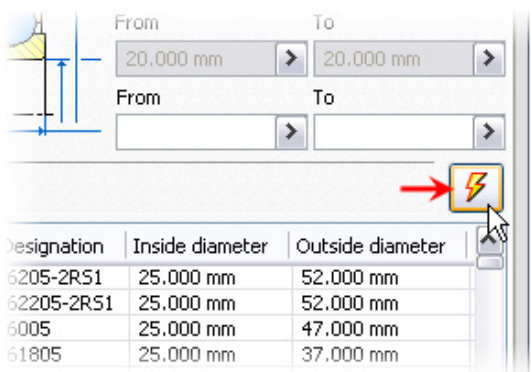 From To
20.000 mm 20.000 mm
From To
Designation Inside diameter Outside diameter
6205-2RS1 25.000 mm 52.000 mm
62205-2RS1 25.000 mm 52.000 mm
6005 25.000 mm 47.000 mm
61805 25.000 mm 37.000 mm